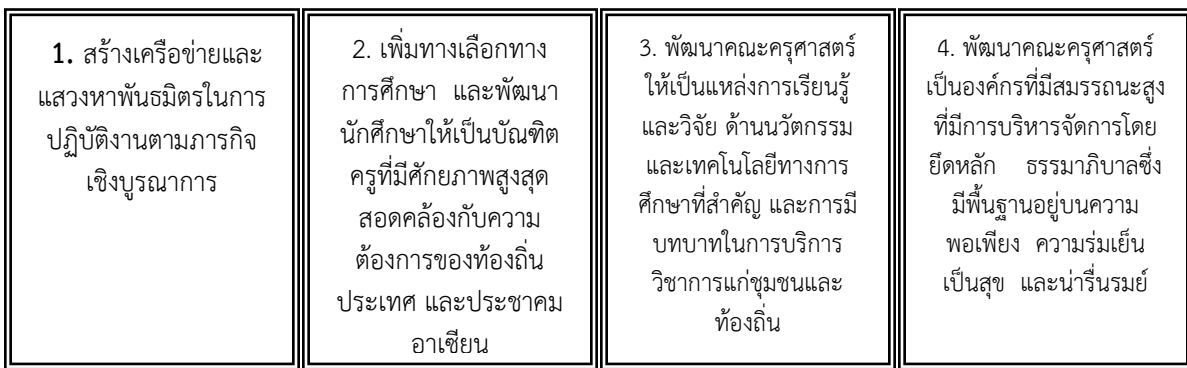 1. สร้างเครือข่ายและ
แสวงหาพันธมิตรในการ
ปฏิบัติงานตามภารกิจ
เชิงบูรณาการ
2. เพิ่มทางเลือกทาง
การศึกษา และพัฒนา
นักศึกษาให้เป็นบัณฑิต
ครูที่มีศักยภาพสูงสุด
สอดคล้องกับความ
ต้องการของท้องถิ่น
ประเทศ และประชาคม
อาเซียน
3. พัฒนาคณะครุศาสตร์
ให้เป็นแหล่งการเรียนรู้
และวิจัย ด้านนวัตกรรม
และเทคโนโลยีทางการ
ศึกษาที่สำคัญ และการมี
บทบาทในการบริการ
วิชาการแก่ชุมชนและ
ท้องถิ่น
4. พัฒนาคณะครุศาสตร์
เป็นองค์กรที่มีสมรรถนะสูง
ที่มีการบริหารจัดการโดย
ยึดหลัก ธรรมาภิบาลซึ่ง
มีพื้นฐานอยู่บนความ
พอเพียง ความร่มเย็น
เป็นสุข และน่ารื่นรมย์